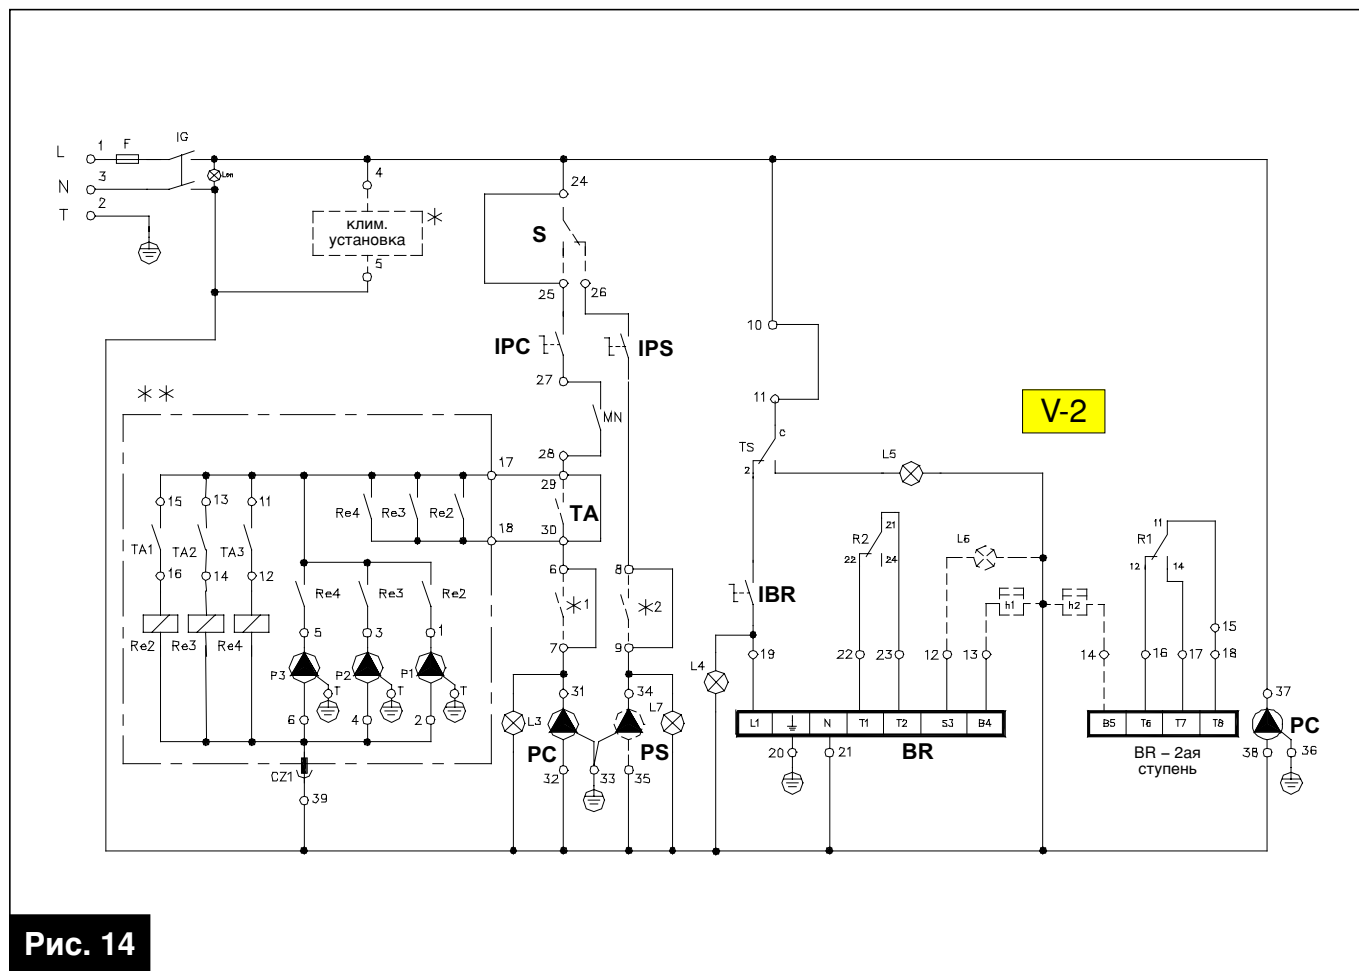 L 1 F IG
Lon
N 3
T 2
4
клим.
установка
*
5
24
S
25 26
IPC IPS
27
MN
28
29
TA
30
10
11
TS c
2
L5
V-2
* *
17
15 13 11
Re4 Re3 Re2
18
TA1 TA2 TA3
16 14 12
Re4 Re3 Re2
Re2 Re3 Re4
5 3 1
P3 P2 P1
T T T
6 4 2
CZ1
39
6 8
*1 *2
7 9
31 34
L3 L7
PC PS
32 33 35
IBR
L4
19
R2 21
22 24
L6
h1 h2
22 23 12 13
L1 N T1 T2 S3 B4
BR
20 21
11
R1
12 14
15
14 16 17 18
B5 T6 T7 T8
BR – 2ая
ступень
37
PC
38 36
Рис. 14